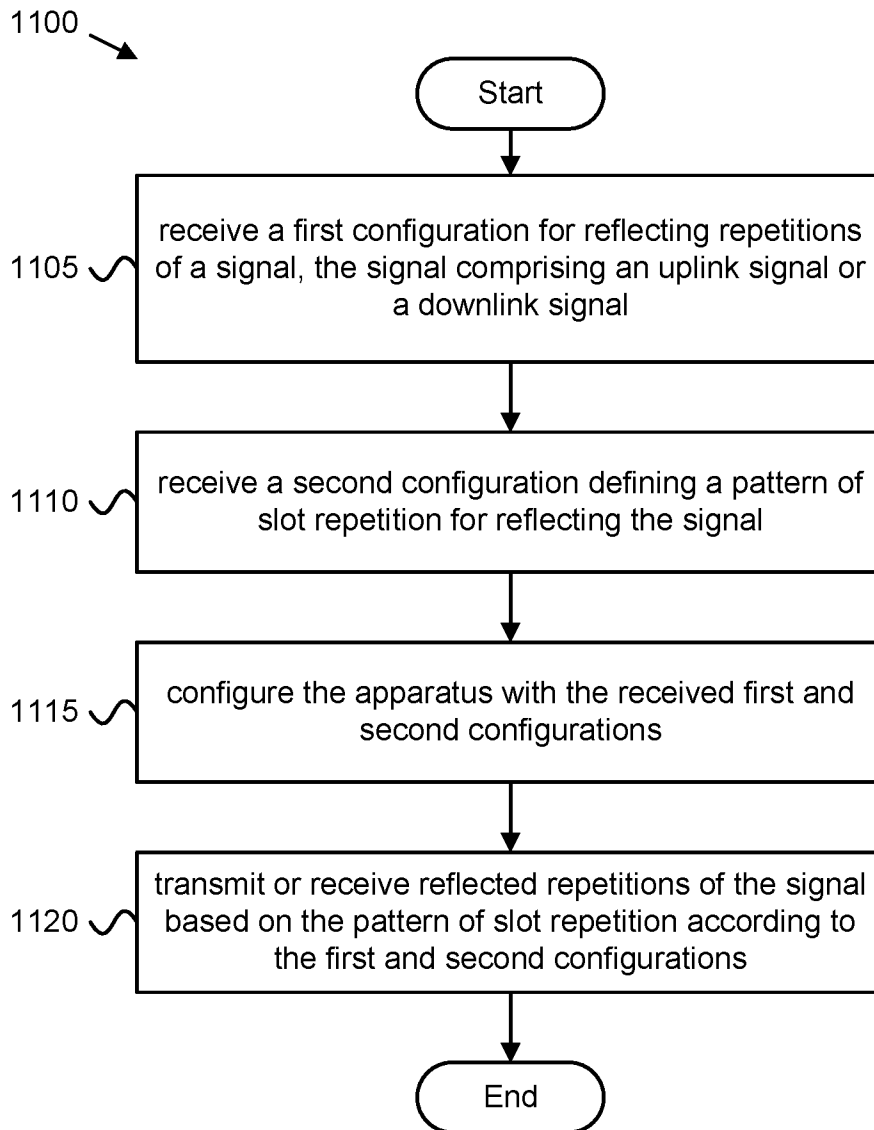 1100
Start
1105
receive a first configuration for reflecting repetitions
of a signal, the signal comprising an uplink signal or
a downlink signal
1110
receive a second configuration defining a pattern of
slot repetition for reflecting the signal
1115
configure the apparatus with the received first and
second configurations
1120
transmit or receive reflected repetitions of the signal
based on the pattern of slot repetition according to
the first and second configurations
End